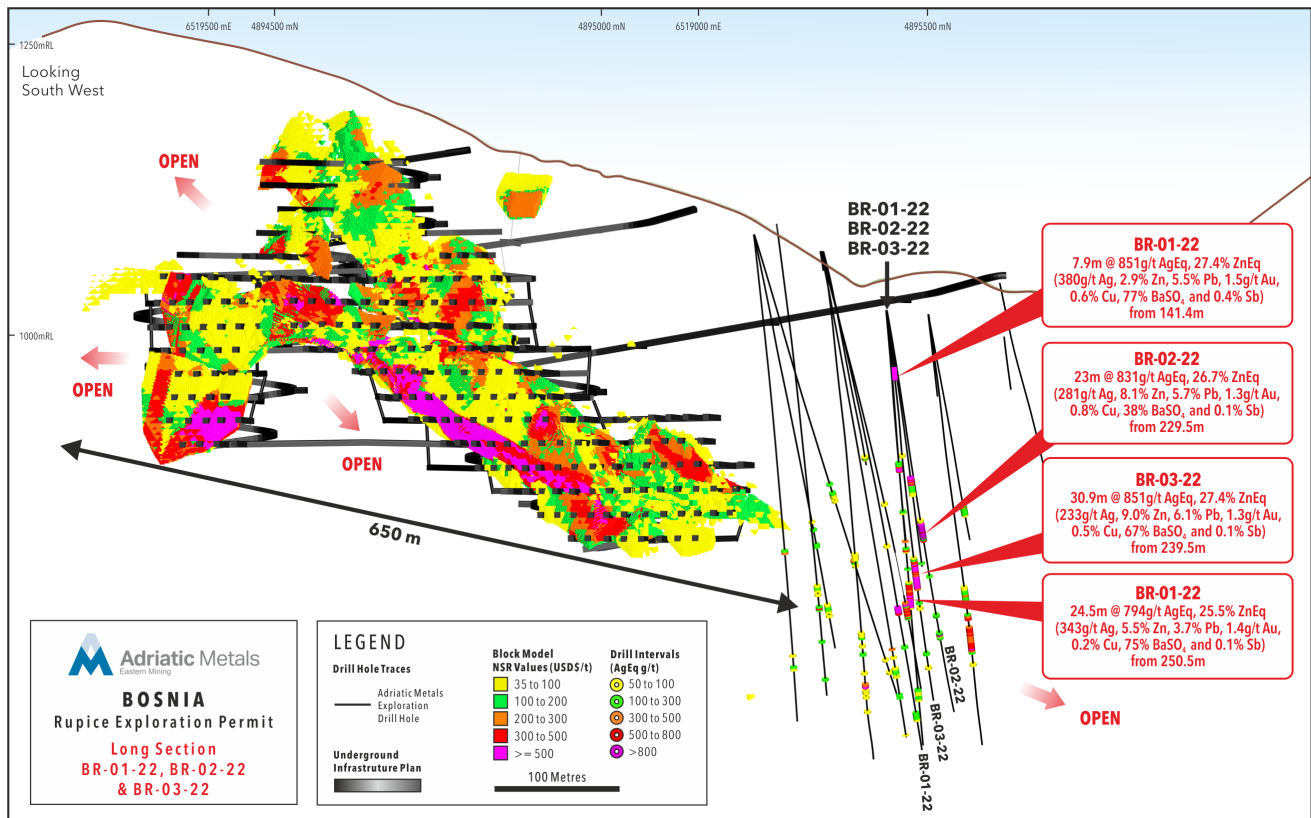 6519500 mE
4894500 mN
4895000 mN
6519000 mE
4895500 mN
1250mRL
Looking
South West
OPEN
1000mRL
OPEN
OPEN
650 m
BR-01-22
BR-02-22
BR-03-22
BR-01-22
7.9m @ 851g/t AgEq, 27.4% ZnEq
(380g/t Ag, 2.9% Zn, 5.5% Pb, 1.5g/t Au,
0.6% Cu, 77% BaSO₄ and 0.4% Sb)
from 141.4m
BR-02-22
23m @ 831g/t AgEq, 26.7% ZnEq
(281g/t Ag, 8.1% Zn, 5.7% Pb, 1.3g/t Au,
0.8% Cu, 38% BaSO₄ and 0.1% Sb)
from 229.5m
BR-03-22
30.9m @ 851g/t AgEq, 27.4% ZnEq
(233g/t Ag, 9.0% Zn, 6.1% Pb, 1.3g/t Au,
0.5% Cu, 67% BaSO₄ and 0.1% Sb)
from 239.5m
BR-01-22
24.5m @ 794g/t AgEq, 25.5% ZnEq
(343g/t Ag, 5.5% Zn, 3.7% Pb, 1.4g/t Au,
0.2% Cu, 75% BaSO₄ and 0.1% Sb)
from 250.5m
BR-02-22
BR-03-22
BR-01-22
OPEN
Adriatic Metals
Eastern Mining
BOSNIA
Rupice Exploration Permit
Long Section
BR-01-22, BR-02-22
& BR-03-22
LEGEND
Drill Hole Traces
Adriatic Metals
Exploration
Drill Hole
Underground
Infrastruture Plan
Block Model
NSR Values (USD$/t)
35 to 100
100 to 200
200 to 300
300 to 500
>= 500
Drill Intervals
(AgEq g/t)
50 to 100
100 to 300
300 to 500
500 to 800
>800
100 Metres